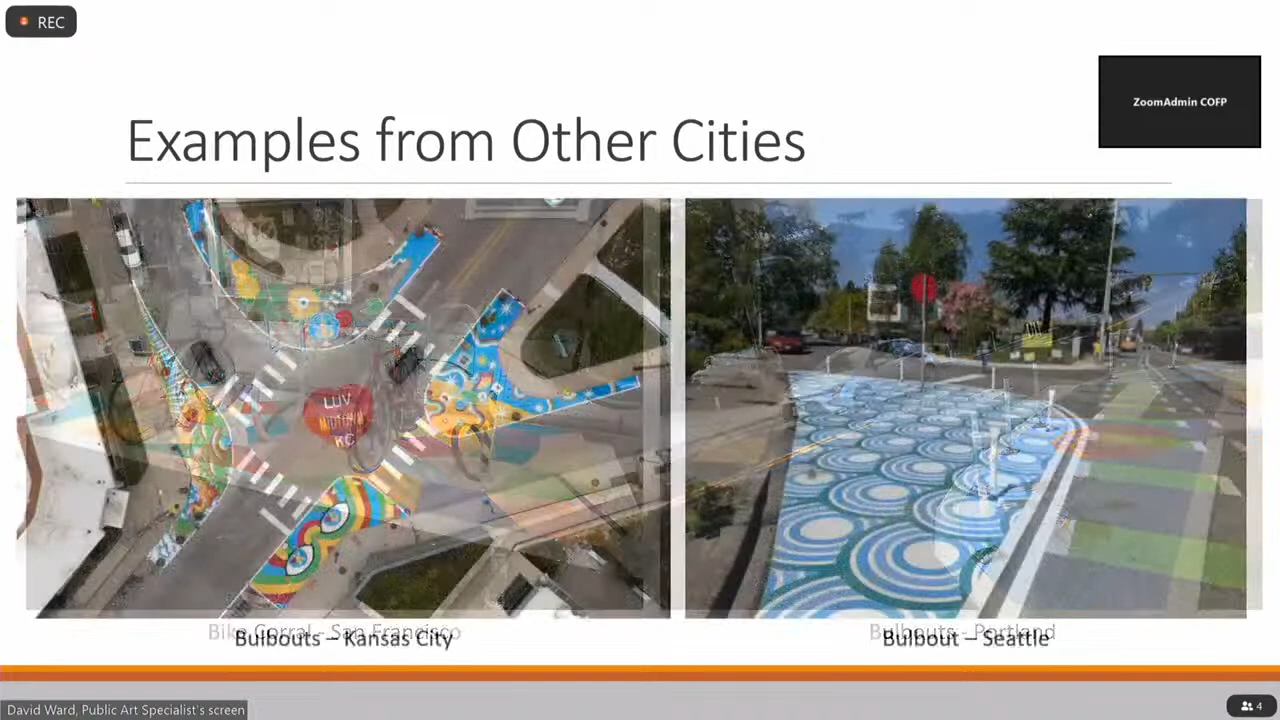 REC
ZoomAdmin COFP
Examples from Other Cities
LUV
MIDTOWN
KC
Bike Corral - San Francisco
Bulbouts – Kansas City
Bulbouts - Portland
Bulbout – Seattle
David Ward, Public Art Specialist's screen
4